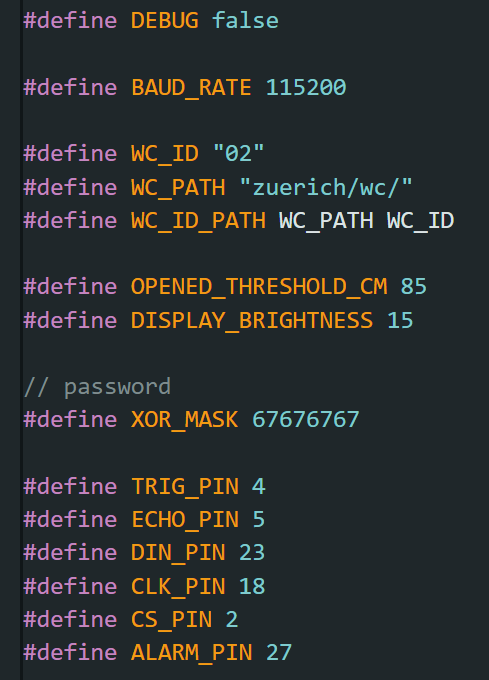 #define DEBUG false
#define BAUD_RATE 115200
#define WC_ID "02"
#define WC_PATH "zuerich/wc/"
#define WC_ID_PATH WC_PATH WC_ID
#define OPENED_THRESHOLD_CM 85
#define DISPLAY_BRIGHTNESS 15
// password
#define XOR_MASK 67676767
#define TRIG_PIN 4
#define ECHO_PIN 5
#define DIN_PIN 23
#define CLK_PIN 18
#define CS_PIN 2
#define ALARM_PIN 27